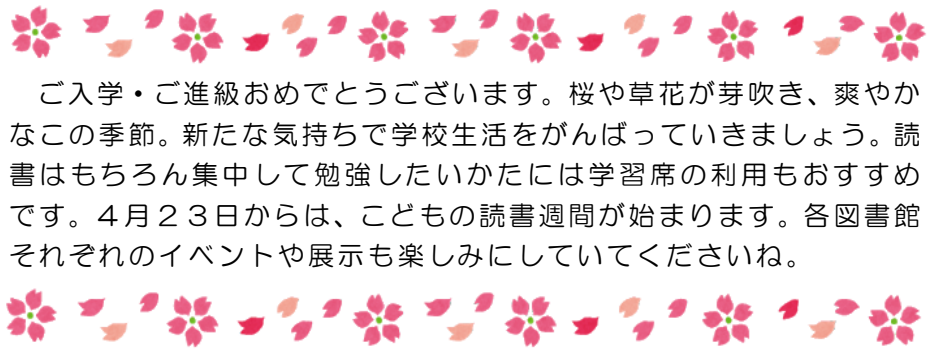 ご入学・ご進級おめでとうございます。桜や草花が芽吹き、爽やか
なこの季節。新たな気持ちで学校生活をがんばっていきましょう。読
書はもちろん集中して勉強したいかたには学習席の利用もおすすめ
です。４月２３日からは、こどもの読書週間が始まります。各図書館
それぞれのイベントや展示も楽しみにしていてくださいね。